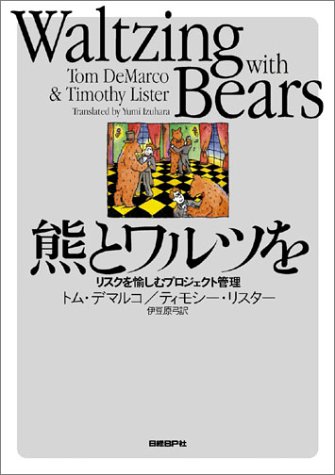 Waltzing
with
Tom DeMarco
& Timothy Lister
Bears
Translated by Yumi Izuhara
熊とワルツを
リスクを愉しむプロジェクト管理
トム・デマルコ/ティモシー・リスター
伊豆原弓訳
日経BP社